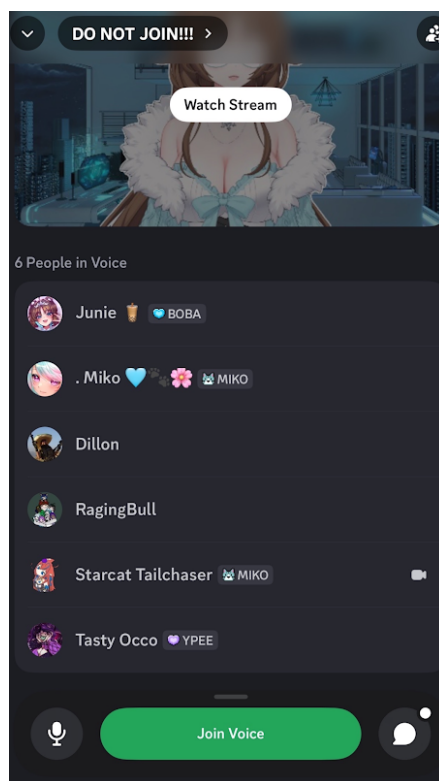 DO NOT JOIN!!! >
Watch Stream
6 People in Voice
Junie 🧋 🩵 BOBA
. Miko 🩵🐾🌸 MIKO
Dillon
RagingBull
Starcat Tailchaser MIKO
Tasty Occo 💜 YPEE
Join Voice